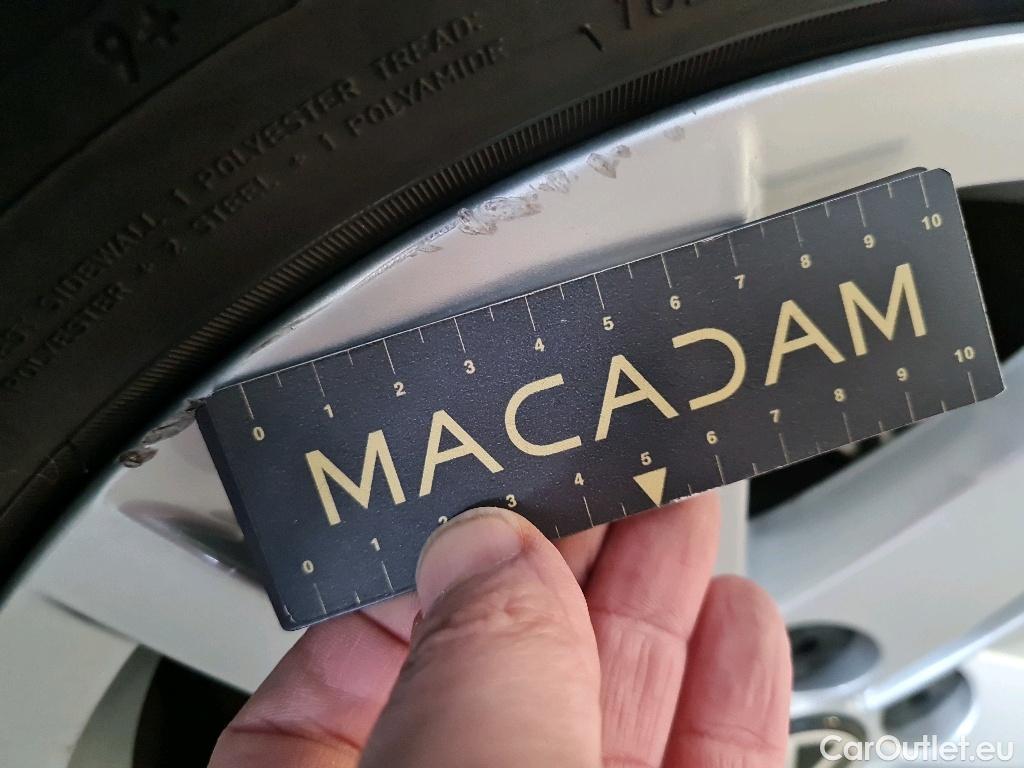 9+
SIDEWALL 1 POLYESTER TREAD:
POLYESTER + 2 STEEL + 1 POLYAMIDE
0 1 2 3 4 5 6 7 8 9 10
MACADAM
0 1 2 3 4 5 6 7 8 9 10
CarOutlet.eu